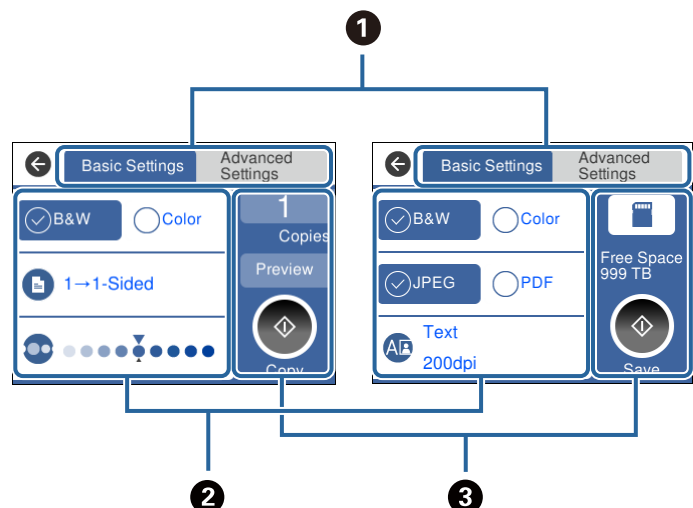 1
Basic Settings
Advanced
Settings
B&W
Color
1→1-Sided
1
Copies
Preview
Copy
Basic Settings
Advanced
Settings
B&W
Color
JPEG
PDF
Text
200dpi
Free Space
999 TB
Save
2
3